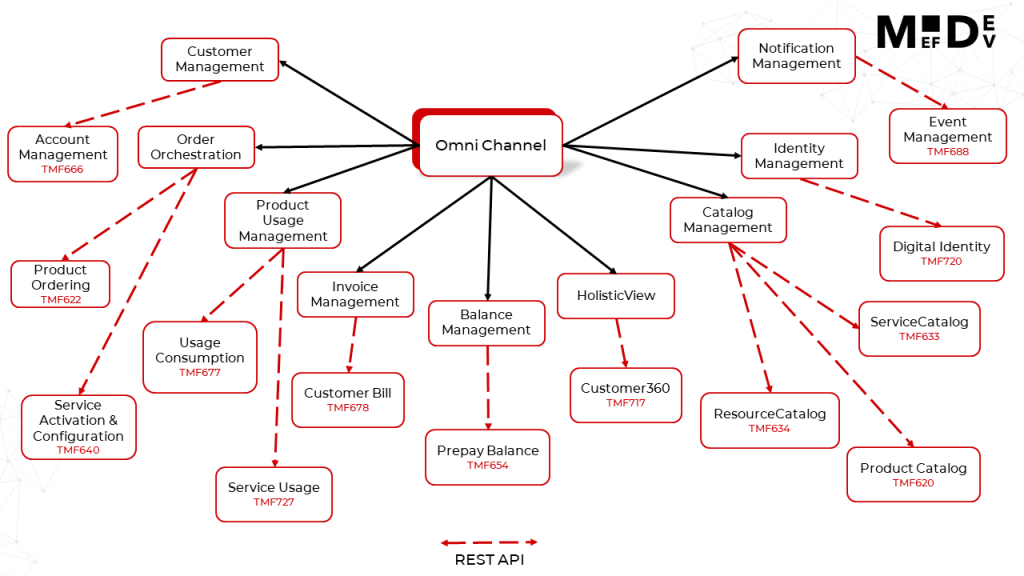 M EF D E V
Customer
Management
Notification
Management
Event
Management
TMF688
Account
Management
TMF666
Order
Orchestration
Omni Channel
Identity
Management
Product
Usage
Management
Catalog
Management
Digital Identity
TMF720
Product
Ordering
TMF622
Invoice
Management
Balance
Management
HolisticView
ServiceCatalog
TMF633
Usage
Consumption
TMF677
Customer Bill
TMF678
Customer360
TMF717
ResourceCatalog
TMF634
Service
Activation &
Configuration
TMF640
Prepay Balance
TMF654
Product Catalog
TMF620
Service Usage
TMF727
REST API